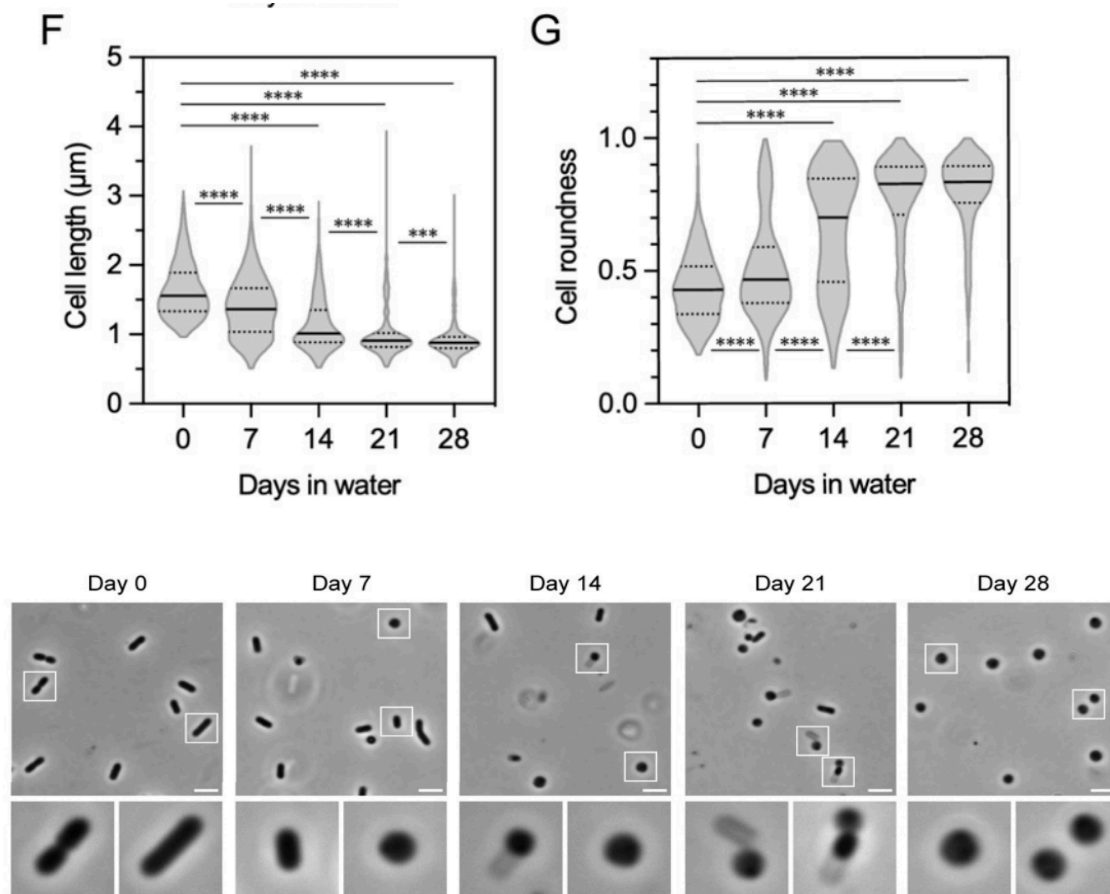 F
G
5
4
3
2
1
0
Cell length (µm)
****
****
****
****
****
****
***
0 7 14 21 28
Days in water
1.0
0.5
0.0
Cell roundness
****
****
****
****
****
****
0 7 14 21 28
Days in water
Day 0 Day 7 Day 14 Day 21 Day 28